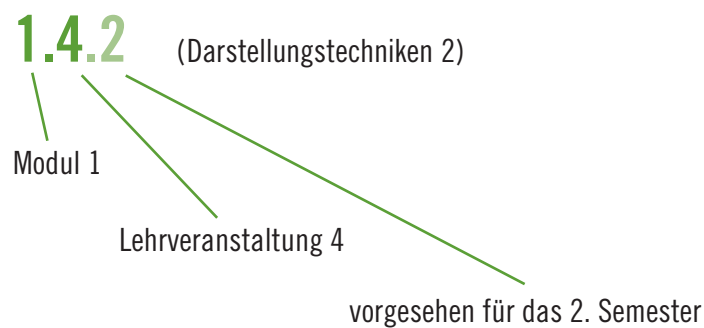 1.4.2 (Darstellungstechniken 2)
Modul 1
Lehrveranstaltung 4
vorgesehen für das 2. Semester